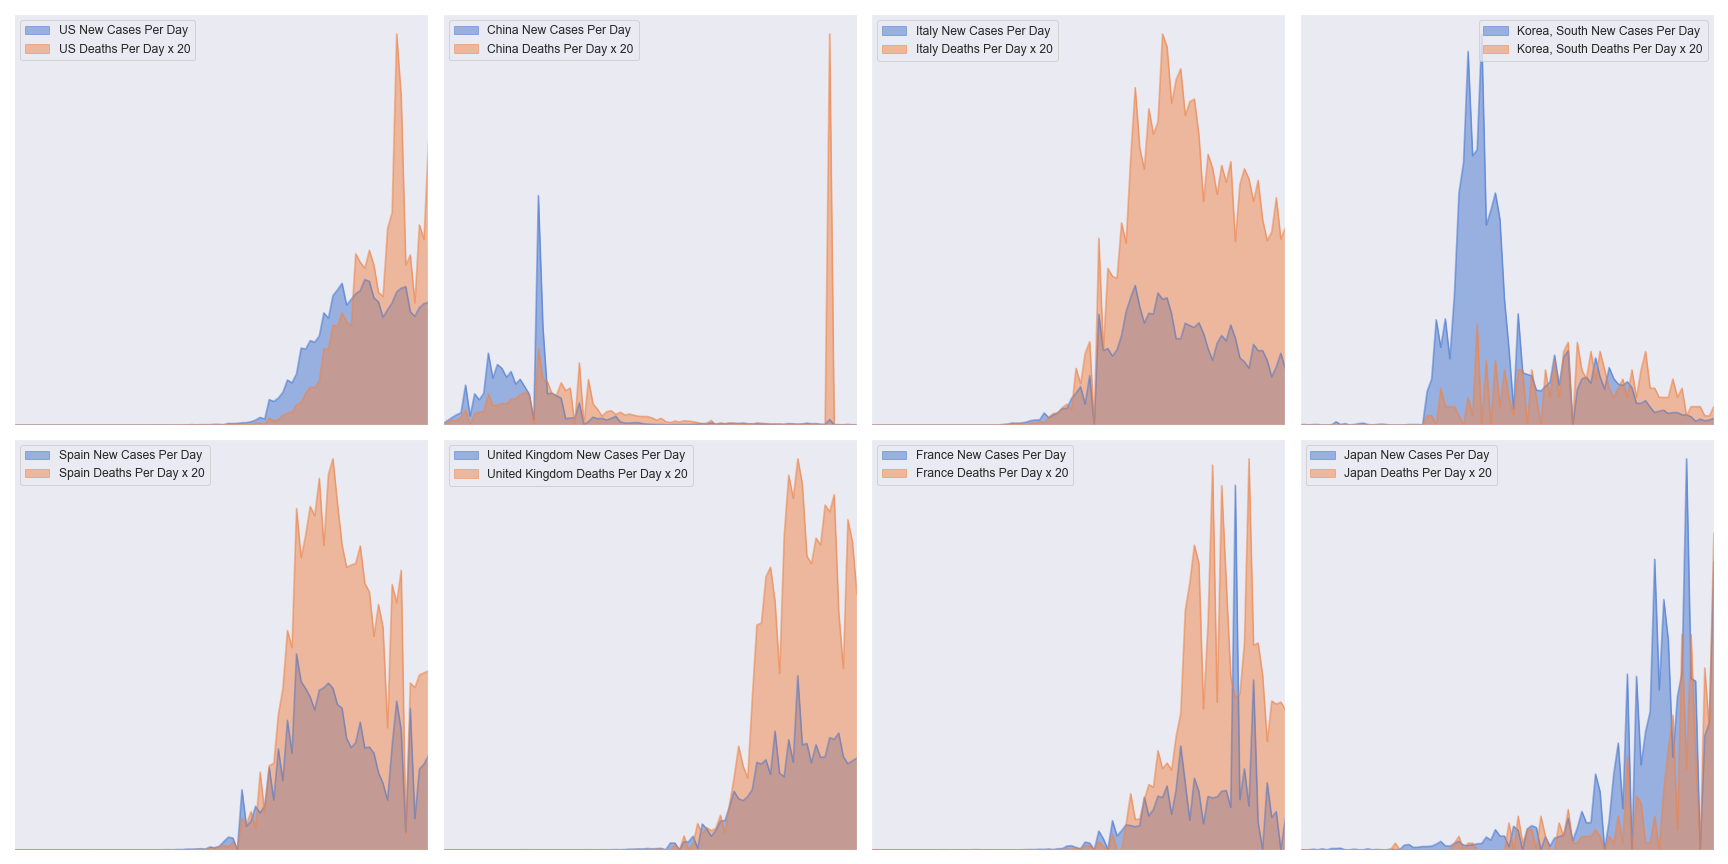 US New Cases Per Day
US Deaths Per Day x 20
China New Cases Per Day
China Deaths Per Day x 20
Italy New Cases Per Day
Italy Deaths Per Day x 20
Korea, South New Cases Per Day
Korea, South Deaths Per Day x 20
Spain New Cases Per Day
Spain Deaths Per Day x 20
United Kingdom New Cases Per Day
United Kingdom Deaths Per Day x 20
France New Cases Per Day
France Deaths Per Day x 20
Japan New Cases Per Day
Japan Deaths Per Day x 20